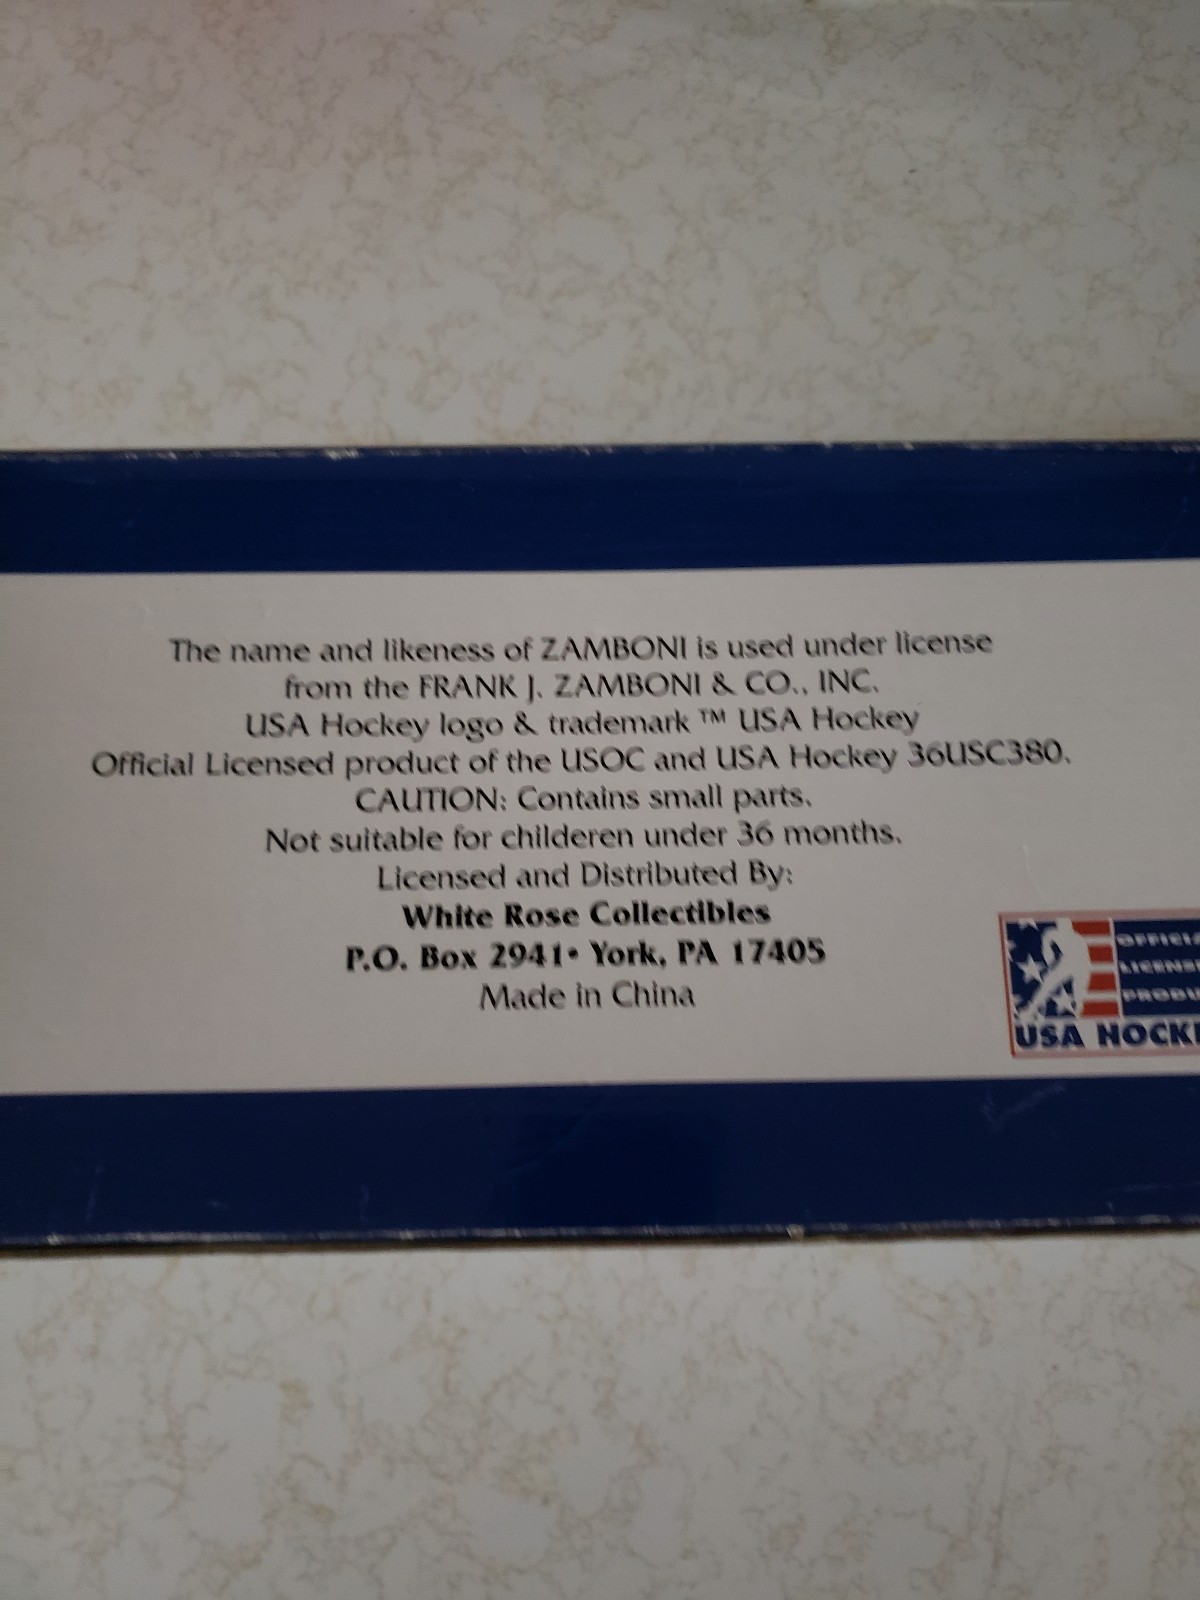 The name and likeness of ZAMBONI is used under license
from the FRANK J. ZAMBONI & CO., INC.
USA Hockey logo & trademark ™ USA Hockey
Official Licensed product of the USOC and USA Hockey 36USC380.
CAUTION: Contains small parts.
Not suitable for childeren under 36 months.
Licensed and Distributed By:
White Rose Collectibles
P.O. Box 2941• York, PA 17405
Made in China
USA